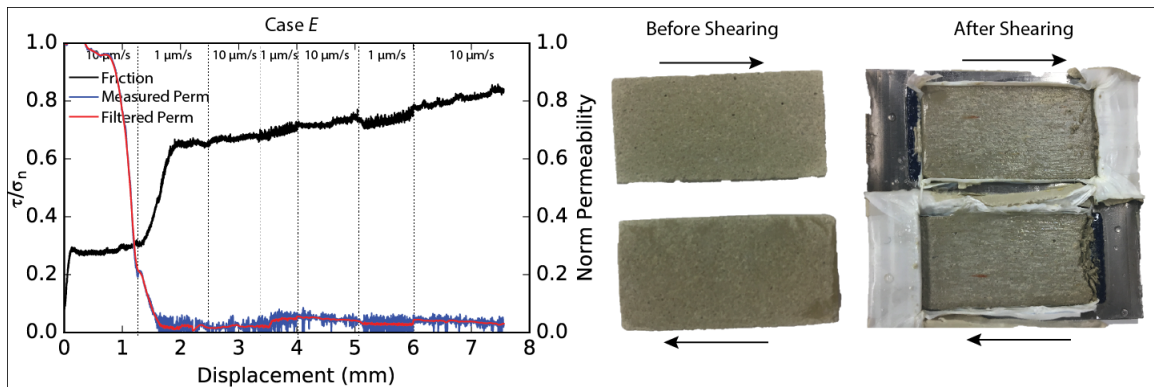 Case E
Before Shearing
After Shearing
10 µm/s 1 µm/s 10 µm/s 1 µm/s 10 µm/s 1 µm/s 10 µm/s
Friction
Measured Perm
Filtered Perm
τ/σn
1.0
0.8
0.6
0.4
0.2
0.0
1.0
0.8
0.6
0.4
0.2
0.0
Norm Permeability
0 1 2 3 4 5 6 7 8
Displacement (mm)